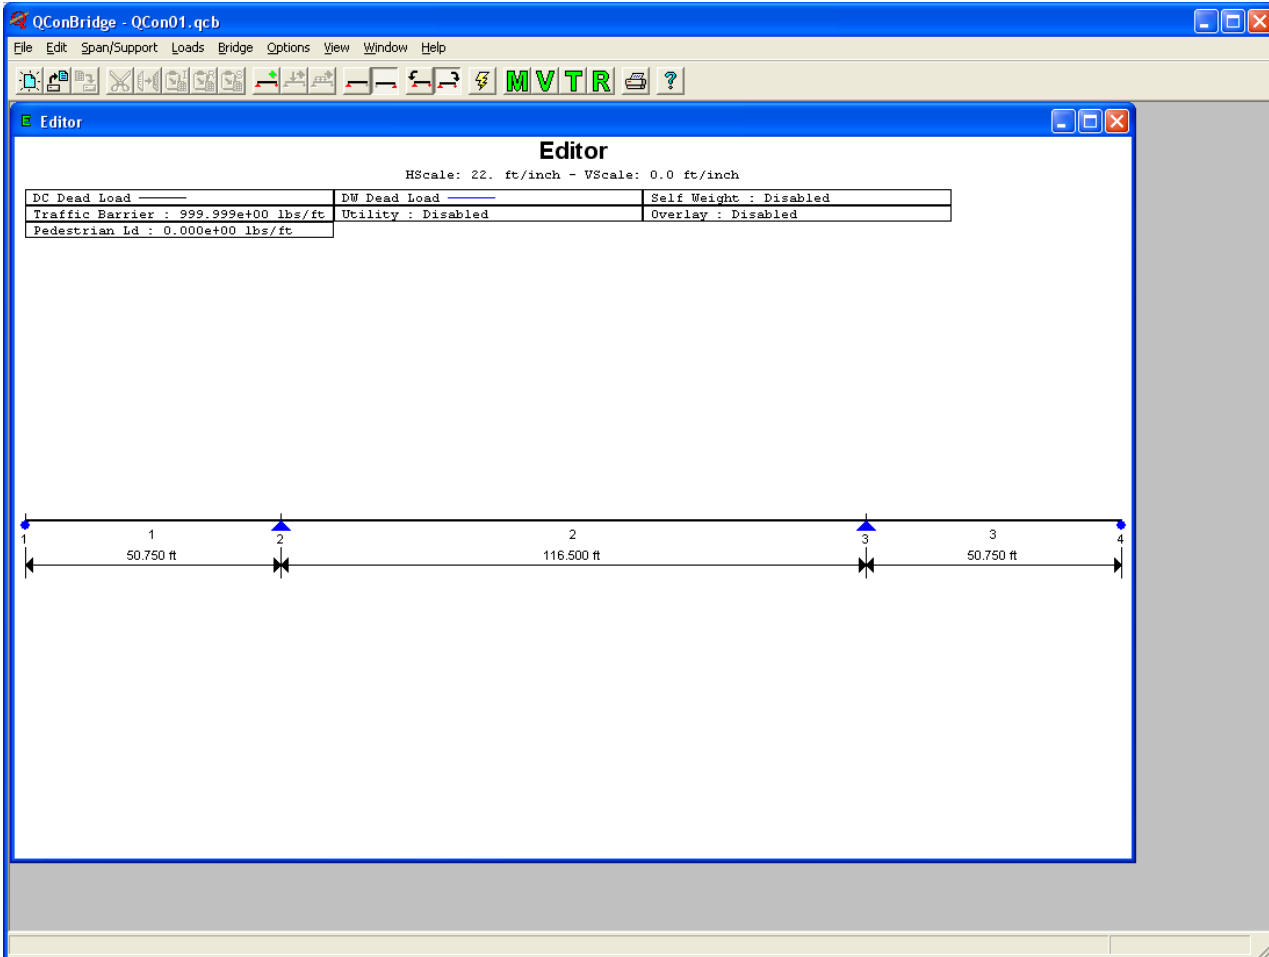 QConBridge - QCon01.qcb
File Edit Span/Support Loads Bridge Options View Window Help
M V T R ?
E Editor
Editor
HScale: 22. ft/inch - VScale: 0.0 ft/inch
DC Dead Load DW Dead Load Self Weight : Disabled
Traffic Barrier : 999.999e+00 lbs/ft Utility : Disabled Overlay : Disabled
Pedestrian Ld : 0.000e+00 lbs/ft
1 2 3
1 2 3 4
50.750 ft 116.500 ft 50.750 ft